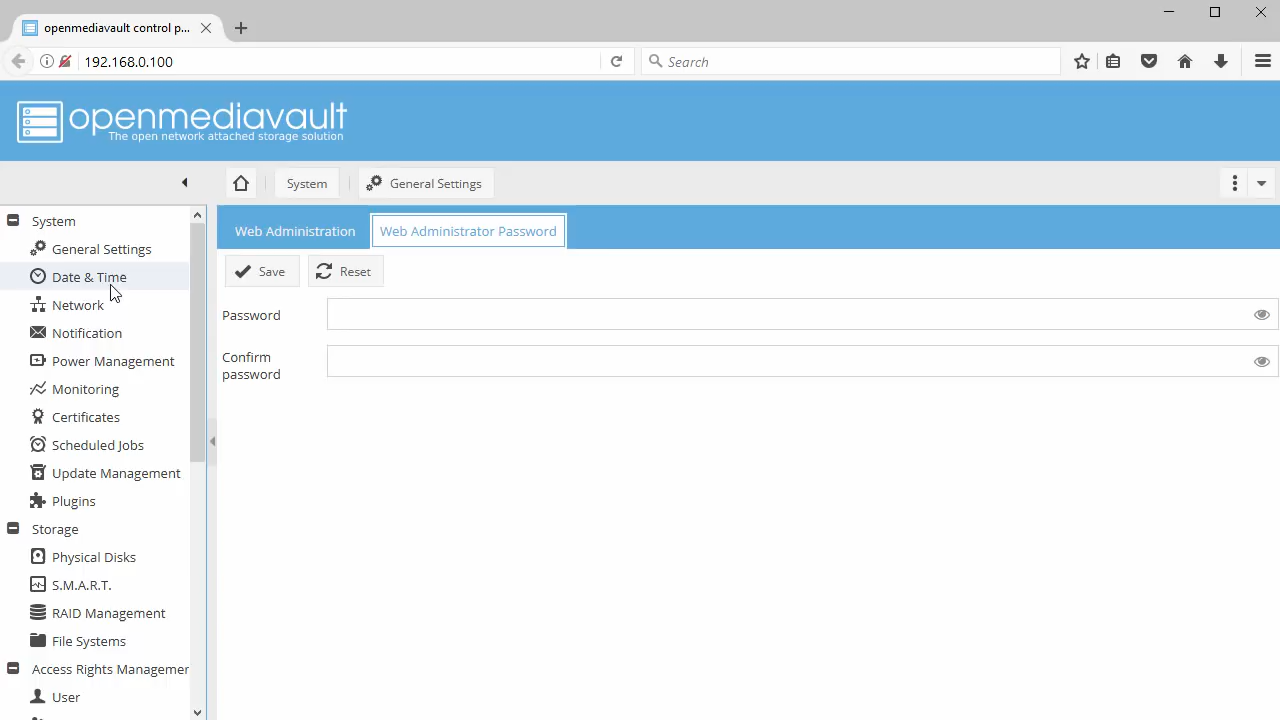 openmediavault control p...
192.168.0.100
Search
openmediavault
The open network attached storage solution
System
General Settings
System
General Settings
Date & Time
Network
Notification
Power Management
Monitoring
Certificates
Scheduled Jobs
Update Management
Plugins
Storage
Physical Disks
S.M.A.R.T.
RAID Management
File Systems
Access Rights Managemen
User
Web Administration
Web Administrator Password
Save
Reset
Password
Confirm
password